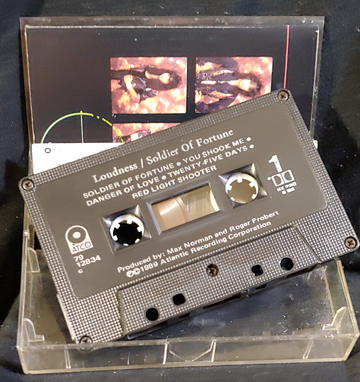 Loudness / Soldier Of Fortune
SOLDIER OF FORTUNE • YOU SHOOK ME •
DANGER OF LOVE • TWENTY-FIVE DAYS •
RED LIGHT SHOOTER
1
ATCO
79
12834
c
Produced by: Max Norman and Roger Probert
℗©1989 Atlantic Recording Corporation